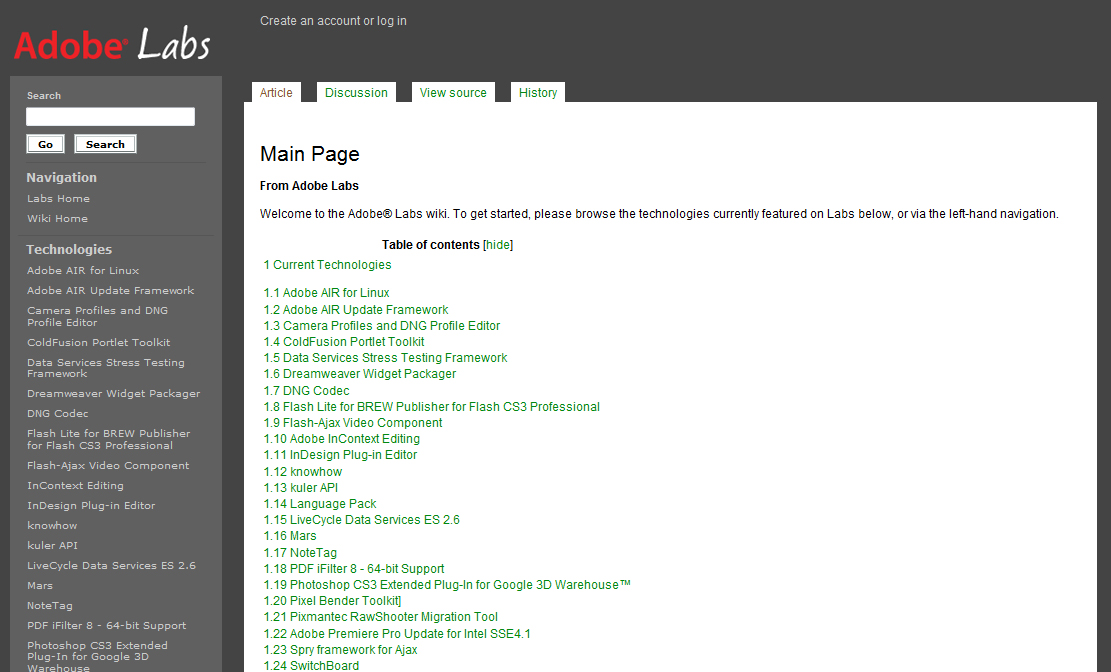 Adobe® Labs
Create an account or log in
Search
Go Search
Navigation
Labs Home
Wiki Home
Technologies
Adobe AIR for Linux
Adobe AIR Update Framework
Camera Profiles and DNG
Profile Editor
ColdFusion Portlet Toolkit
Data Services Stress Testing
Framework
Dreamweaver Widget Packager
DNG Codec
Flash Lite for BREW Publisher
for Flash CS3 Professional
Flash-Ajax Video Component
InContext Editing
InDesign Plug-in Editor
knowhow
kuler API
LiveCycle Data Services ES 2.6
Mars
NoteTag
PDF iFilter 8 - 64-bit Support
Photoshop CS3 Extended
Plug-In for Google 3D
Warehouse
Article Discussion View source History
Main Page
From Adobe Labs
Welcome to the Adobe® Labs wiki. To get started, please browse the technologies currently featured on Labs below, or via the left-hand navigation.
Table of contents [hide]
1 Current Technologies
1.1 Adobe AIR for Linux
1.2 Adobe AIR Update Framework
1.3 Camera Profiles and DNG Profile Editor
1.4 ColdFusion Portlet Toolkit
1.5 Data Services Stress Testing Framework
1.6 Dreamweaver Widget Packager
1.7 DNG Codec
1.8 Flash Lite for BREW Publisher for Flash CS3 Professional
1.9 Flash-Ajax Video Component
1.10 Adobe InContext Editing
1.11 InDesign Plug-in Editor
1.12 knowhow
1.13 kuler API
1.14 Language Pack
1.15 LiveCycle Data Services ES 2.6
1.16 Mars
1.17 NoteTag
1.18 PDF iFilter 8 - 64-bit Support
1.19 Photoshop CS3 Extended Plug-In for Google 3D Warehouse™
1.20 Pixel Bender Toolkit]
1.21 Pixmantec RawShooter Migration Tool
1.22 Adobe Premiere Pro Update for Intel SSE4.1
1.23 Spry framework for Ajax
1.24 SwitchBoard